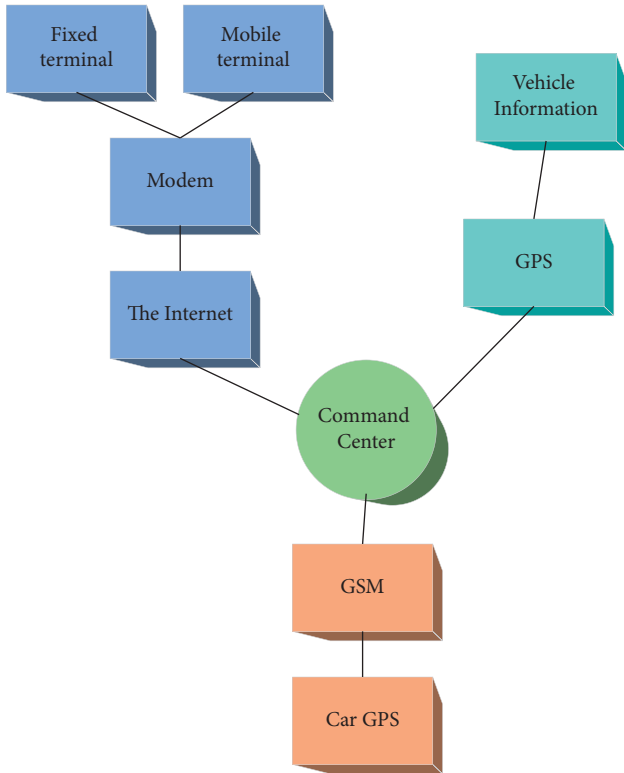 Fixed
terminal
Mobile
terminal
Vehicle
Information
Modem
GPS
The Internet
Command
Center
GSM
Car GPS